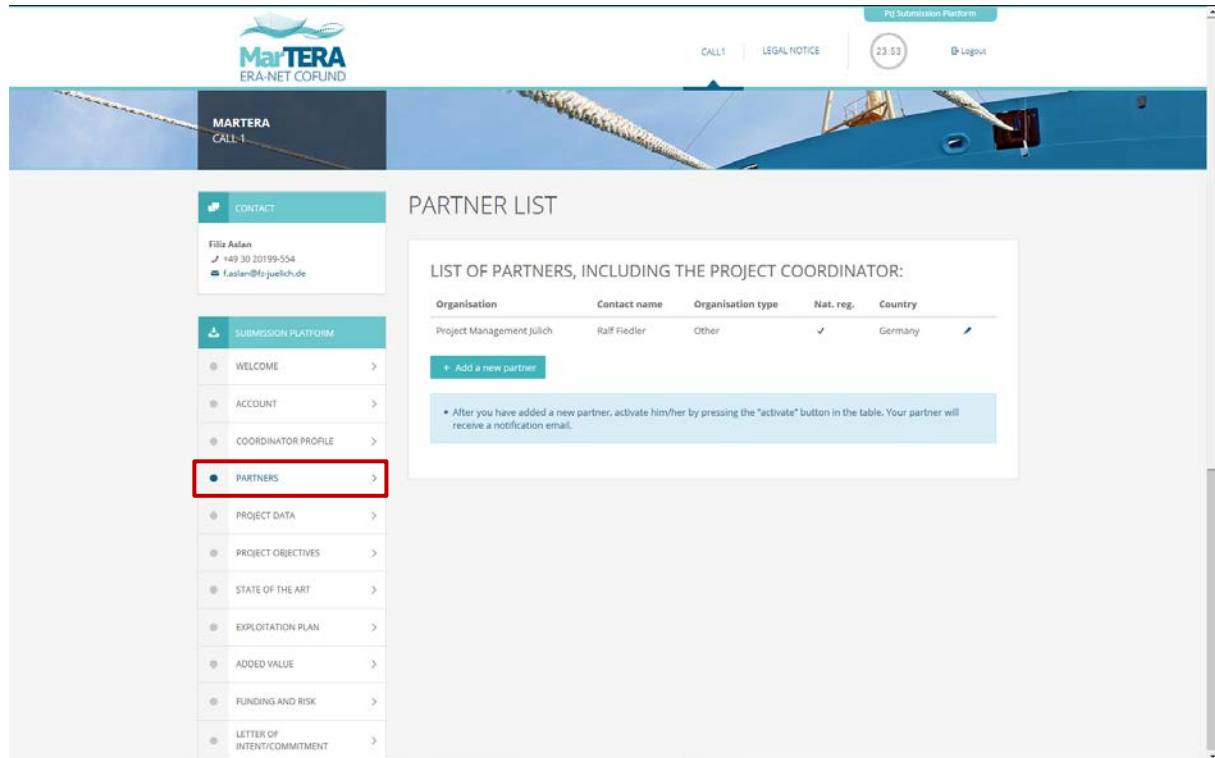 PtJ Submission Platform
MarTERA
ERA-NET COFUND
CALL1
LEGAL NOTICE
23:53
Logout
MARTERA
CALL 1
CONTACT
Filiz Aslan
+49 30 20199-554
f.aslan@fz-juelich.de
SUBMISSION PLATFORM
WELCOME
ACCOUNT
COORDINATOR PROFILE
PARTNERS
PROJECT DATA
PROJECT OBJECTIVES
STATE OF THE ART
EXPLOITATION PLAN
ADDED VALUE
FUNDING AND RISK
LETTER OF
INTENT/COMMITMENT
PARTNER LIST
LIST OF PARTNERS, INCLUDING THE PROJECT COORDINATOR:
Organisation Contact name Organisation type Nat. reg. Country
Project Management Jülich Ralf Fiedler Other ✓ Germany
+ Add a new partner
• After you have added a new partner, activate him/her by pressing the "activate" button in the table. Your partner will
receive a notification email.